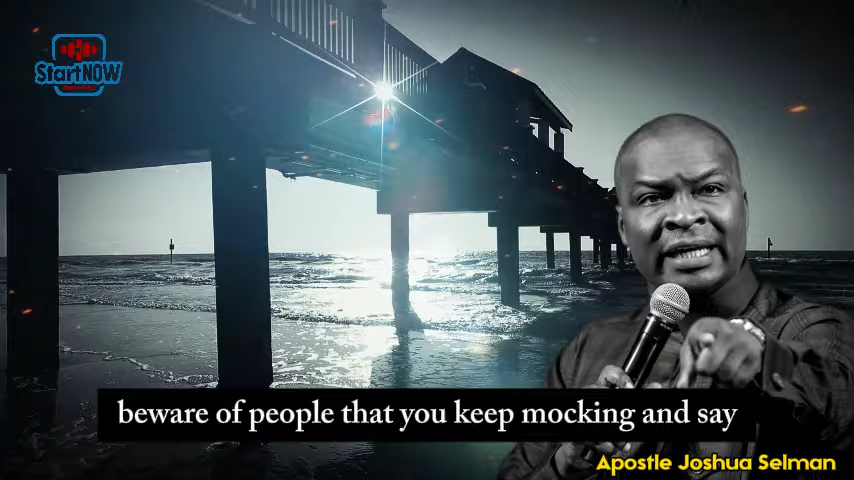 StartNOW
beware of people that you keep mocking and say
Apostle Joshua Selman